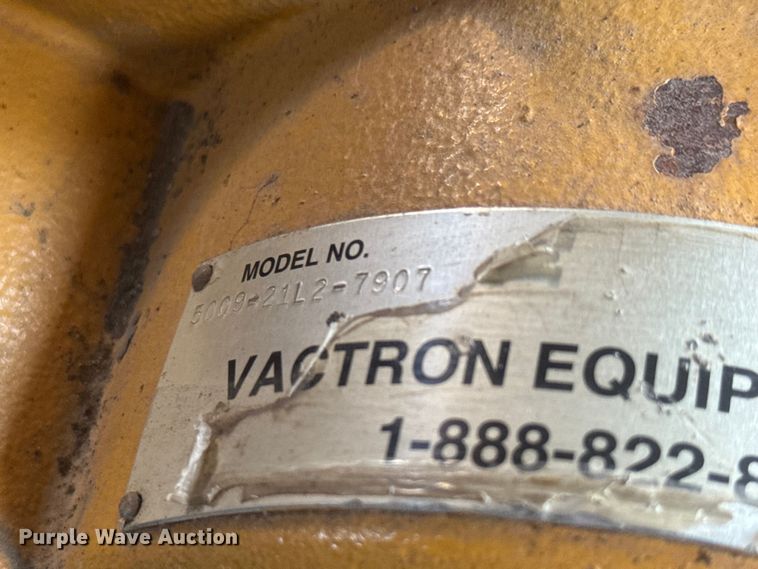 MODEL NO.
5009-21L2-7907
VACTRON EQUIP
1-888-822-8
Purple Wave Auction